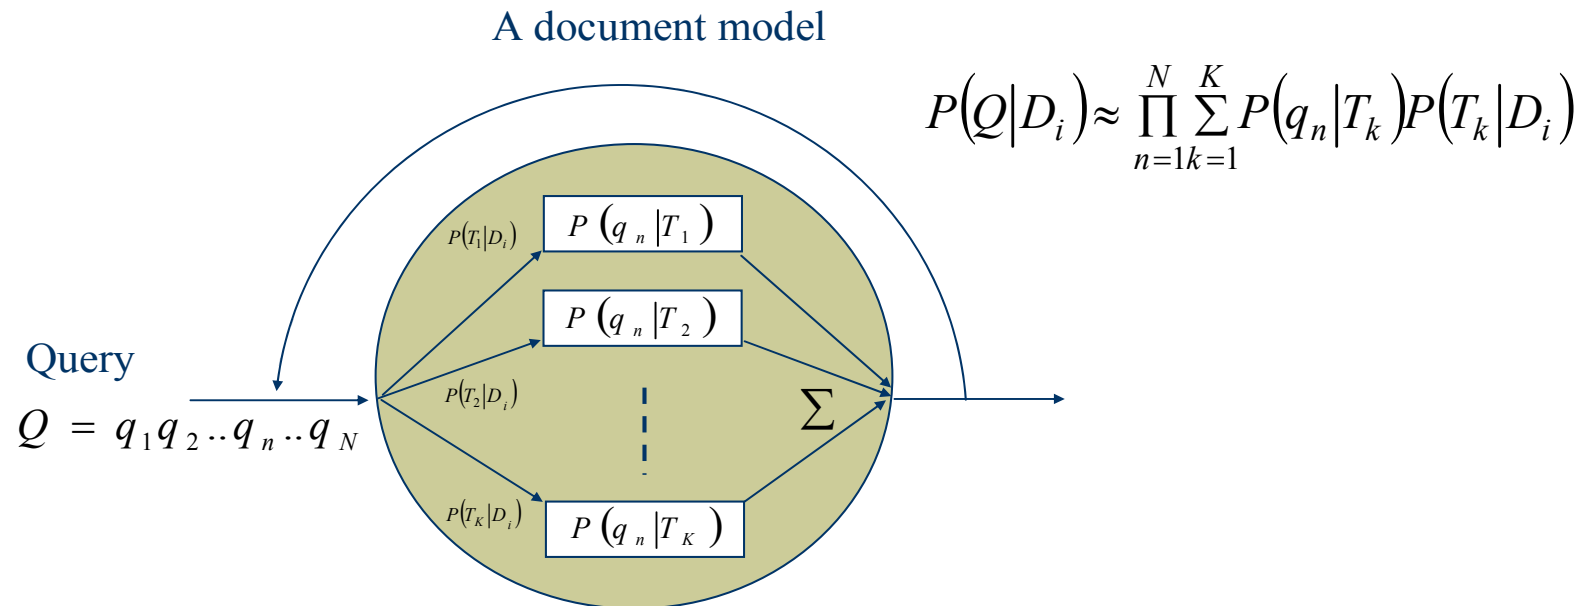 A document model
P(Q|D_i) ≈ ∏_{n=1}^{N} ∑_{k=1}^{K} P(q_n|T_k)P(T_k|D_i)
P(T_1|D_i)
P (q_n|T_1)
P (q_n|T_2)
Query
P(T_2|D_i)
∑
Q = q_1q_2..q_n..q_N
P(T_K|D_i)
P (q_n|T_K)